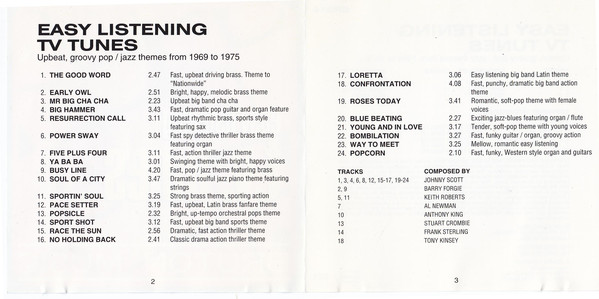 EASY LISTENING
TV TUNES
Upbeat, groovy pop / jazz themes from 1969 to 1975
1. THE GOOD WORD 2.47 Fast, upbeat driving brass. Theme to
"Nationwide"
2. EARLY OWL 2.51 Bright, happy, melodic brass theme
3. MR BIG CHA CHA 2.23 Upbeat big band cha cha
4. BIG HAMMER 3.43 Fast, dramatic pop guitar and organ feature
5. RESURRECTION CALL 3.11 Upbeat rhythmic brass, sports style
featuring sax
6. POWER SWAY 3.04 Fast spy detective thriller brass theme
featuring organ
7. FIVE PLUS FOUR 3.11 Fast, action thriller jazz theme
8. YA BA BA 3.01 Swinging theme with bright, happy voices
9. BUSY LINE 4.20 Fast, pop / jazz theme featuring brass
10. SOUL OF A CITY 3.47 Dramatic soulful jazz piano theme featuring
strings
11. SPORTIN' SOUL 3.25 Strong brass theme, sporting action
12. PACE SETTER 3.19 Fast, upbeat, Latin brass fanfare theme
13. POPSICLE 2.32 Bright, up-tempo orchestral pops theme
14. SPORT SHOT 3.12 Fast, upbeat big band sports theme
15. RACE THE SUN 2.56 Dramatic, fast action thriller theme
16. NO HOLDING BACK 2.41 Classic drama action thriller theme
2
17. LORETTA 3.06 Easy listening big band Latin theme
18. CONFRONTATION 4.08 Fast, punchy, dramatic big band action
theme
19. ROSES TODAY 3.41 Romantic, soft-pop theme with female
voices
20. BLUE BEATING 2.27 Exciting jazz-blues featuring organ / flute
21. YOUNG AND IN LOVE 3.17 Tender, soft-pop theme with young voices
22. BOMBILATION 3.27 Fast, funky guitar / organ, groovy action
23. WAY TO MEET 3.25 Mellow, romantic easy listening
24. POPCORN 2.10 Fast, funky, Western style organ and guitars
TRACKS COMPOSED BY
1, 3, 4, 6, 8, 12, 15-17, 19-24 JOHNNY SCOTT
2, 9 BARRY FORGIE
5, 11 KEITH ROBERTS
7 AL NEWMAN
10 ANTHONY KING
13 STUART CROMBIE
14 FRANK STERLING
18 TONY KINSEY
3